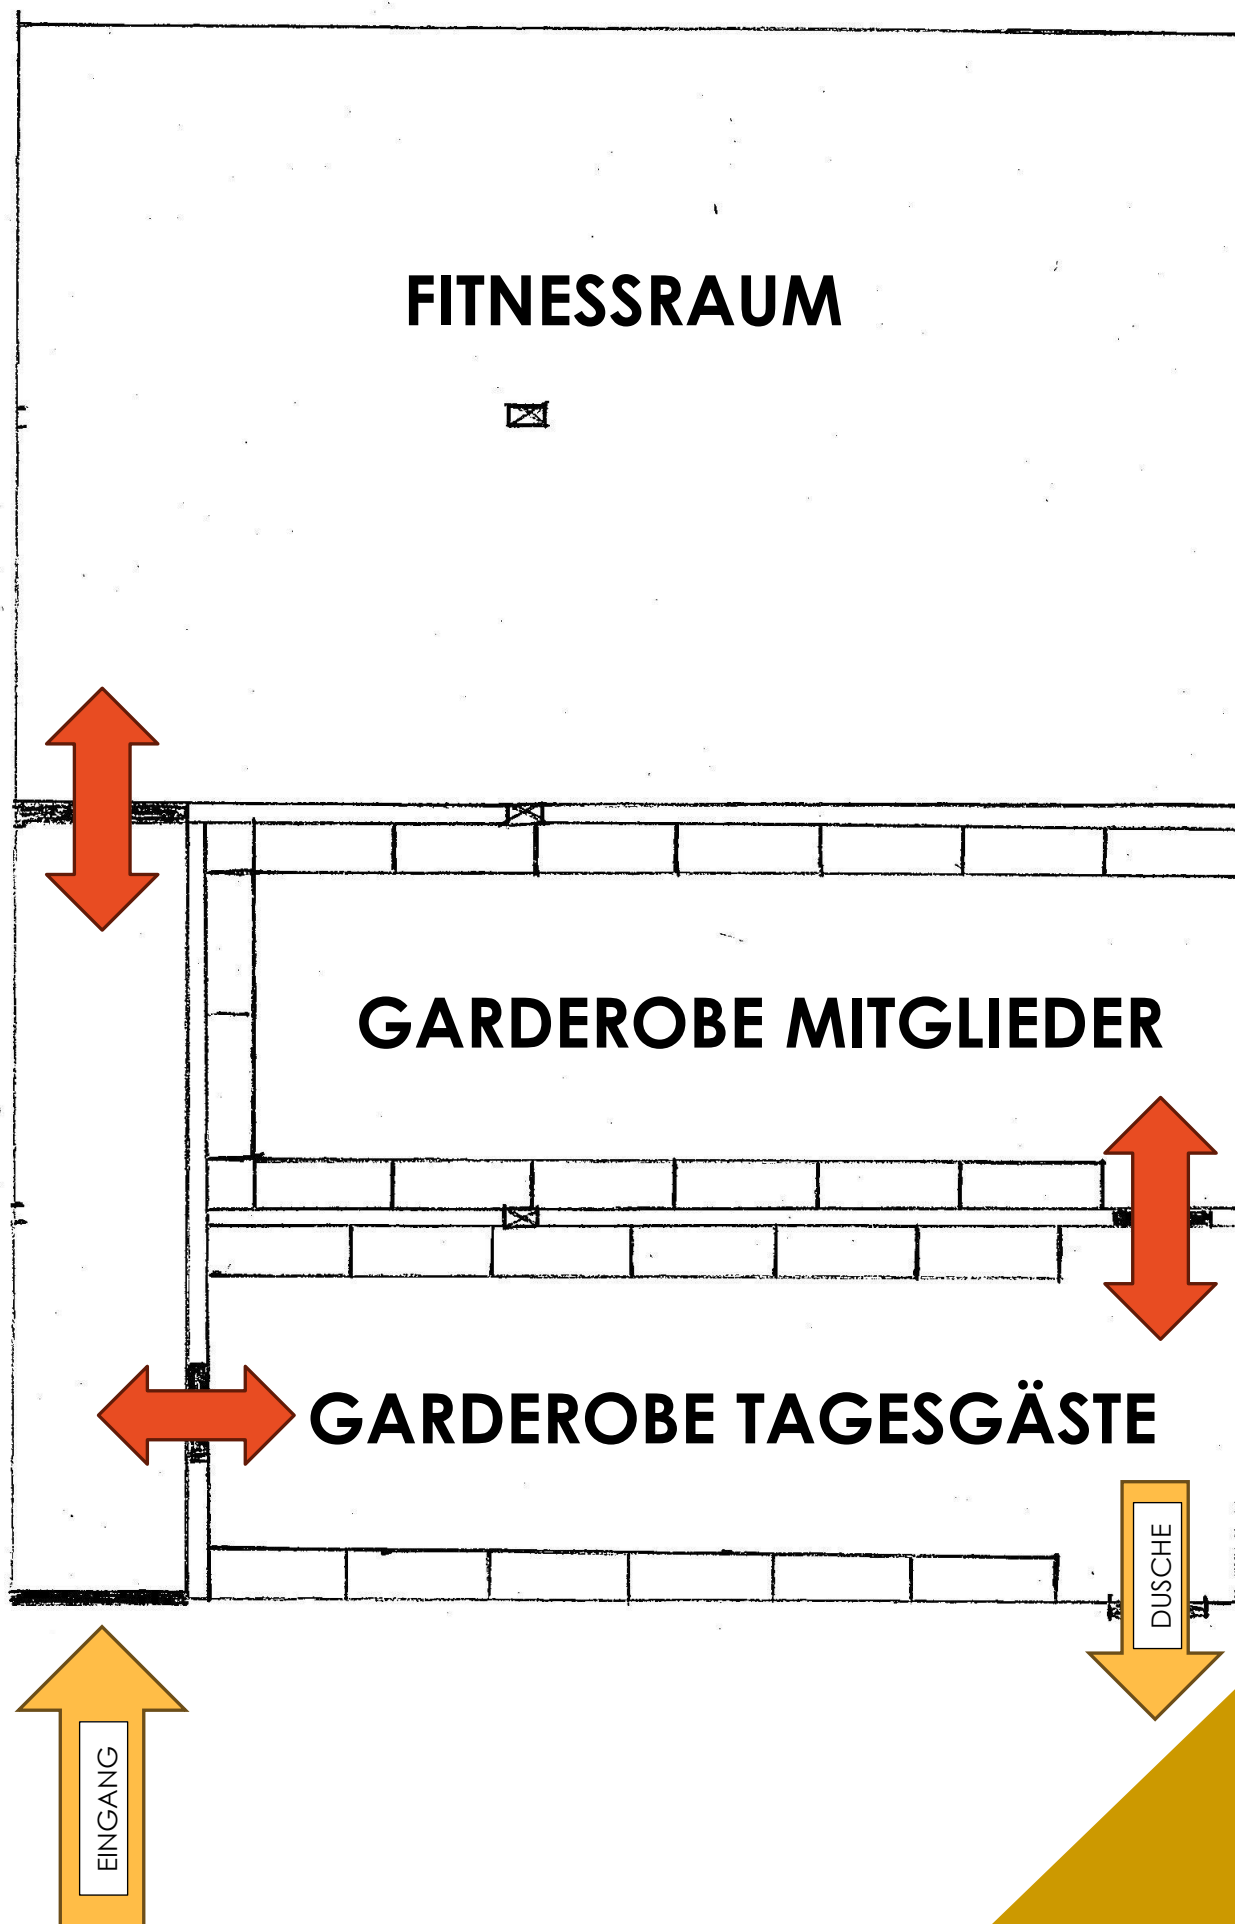 FITNESSRAUM
GARDEROBE MITGLIEDER
GARDEROBE TAGESGÄSTE
DUSCHE
EINGANG